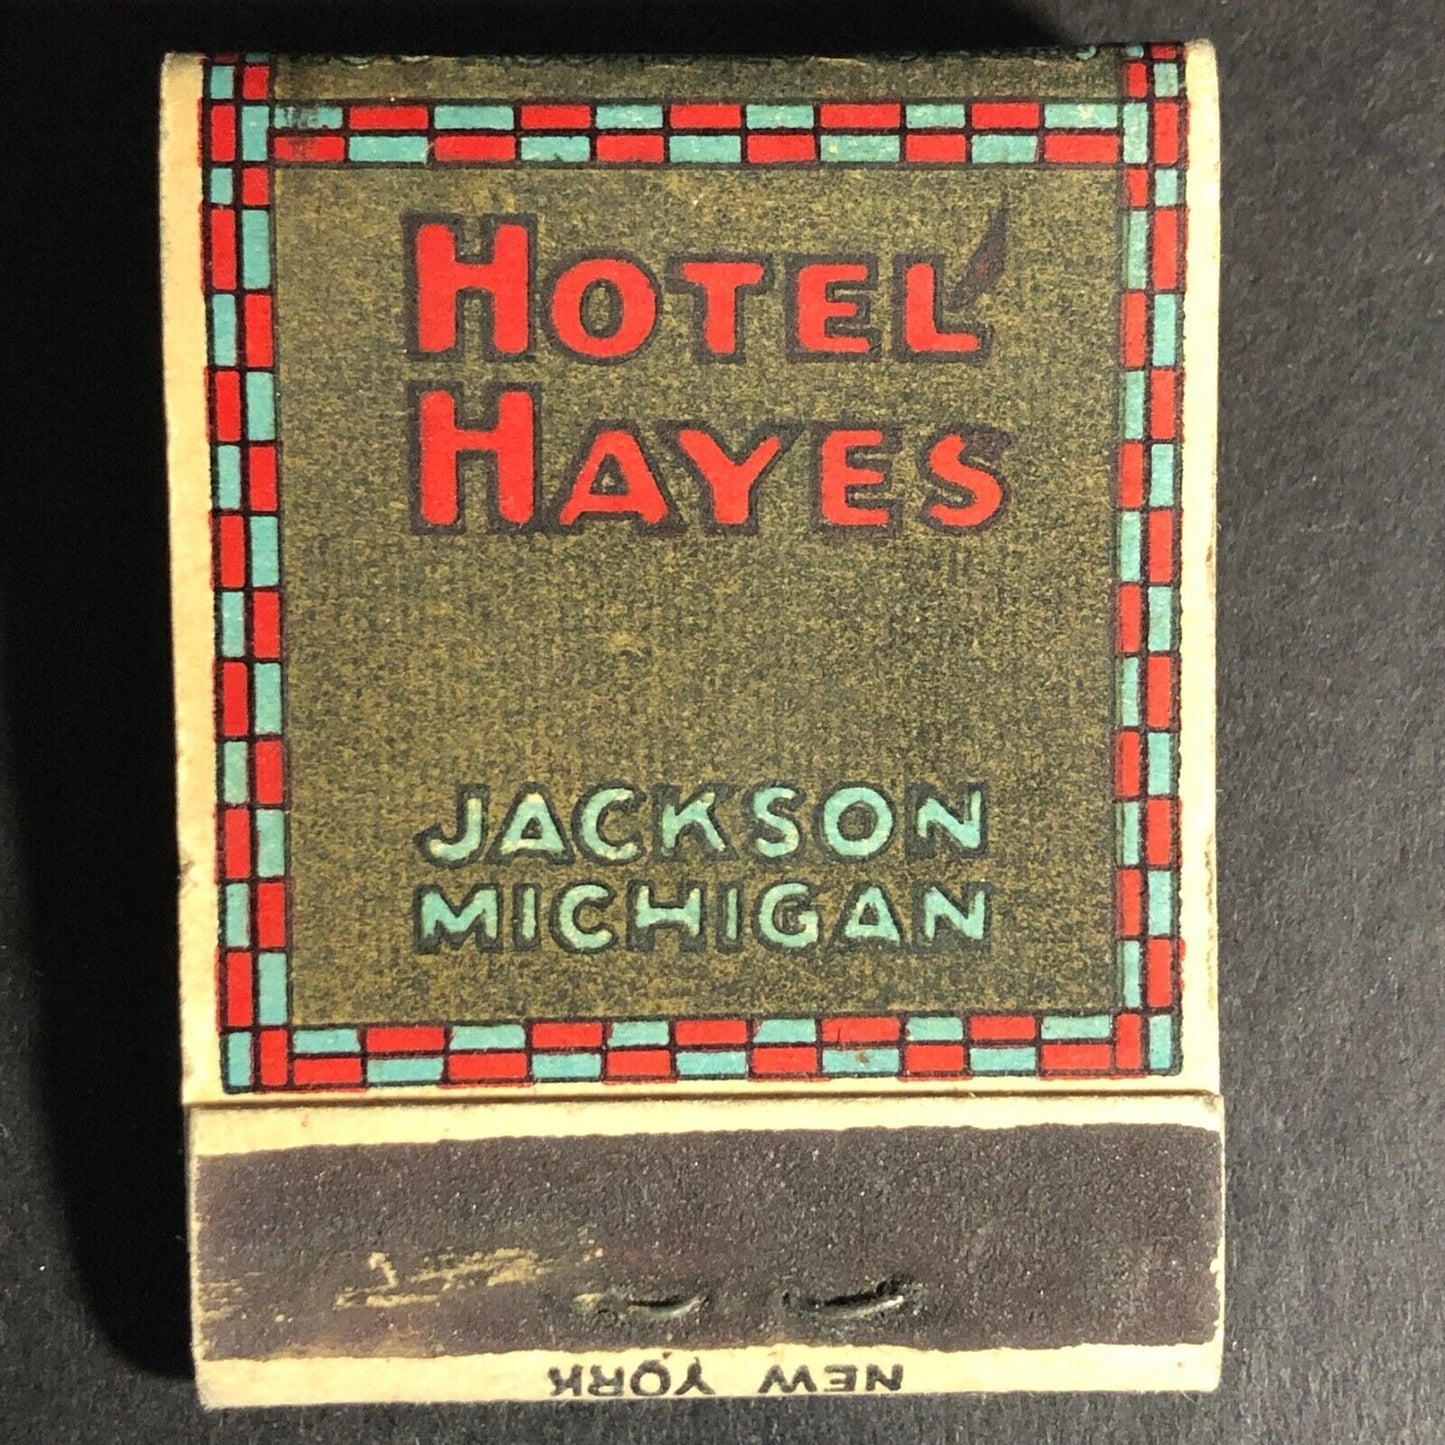 HOTEL
HAYES
JACKSON
MICHIGAN
NEW YORK